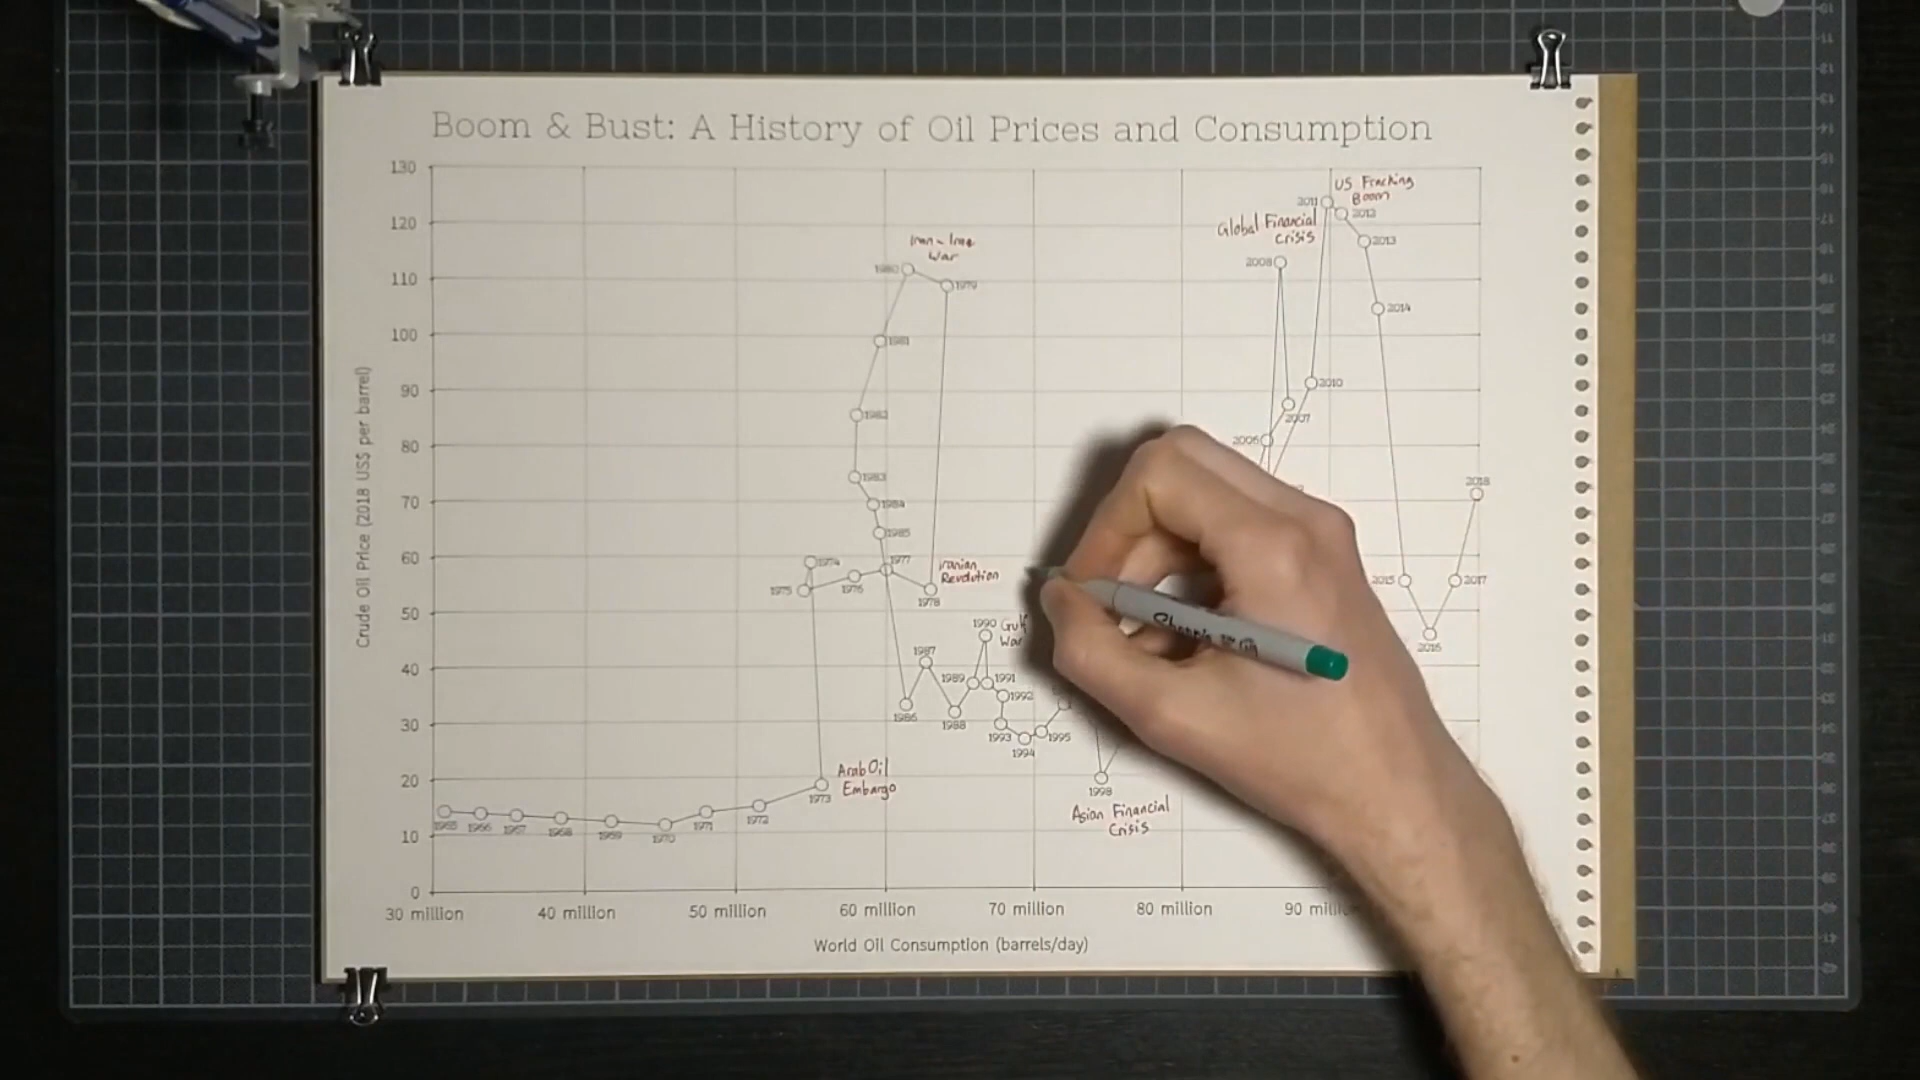 Boom & Bust: A History of Oil Prices and Consumption
130
120
110
100
90
80
70
60
50
40
30
20
10
0
Crude Oil Price (2018 US$ per barrel)
30 million
40 million
50 million
60 million
70 million
80 million
90
World Oil Consumption (barrels/day)
1965
1966
1967
1968
1969
1970
1971
1972
1973
Arab Oil
Embargo
1974
1975
1976
1977
1978
Iranian
Revolution
1979
1980
Iran-Iraq
War
1981
1982
1983
1984
1985
1986
1987
1988
1989
1990
Gulf
War
1991
1992
1993
1994
1995
1998
Asian Financial
Crisis
2006
2007
2008
Global Financial
Crisis
2010
2011
US Fracking
Boom
2012
2013
2014
2015
2016
2017
2018
Sharpie